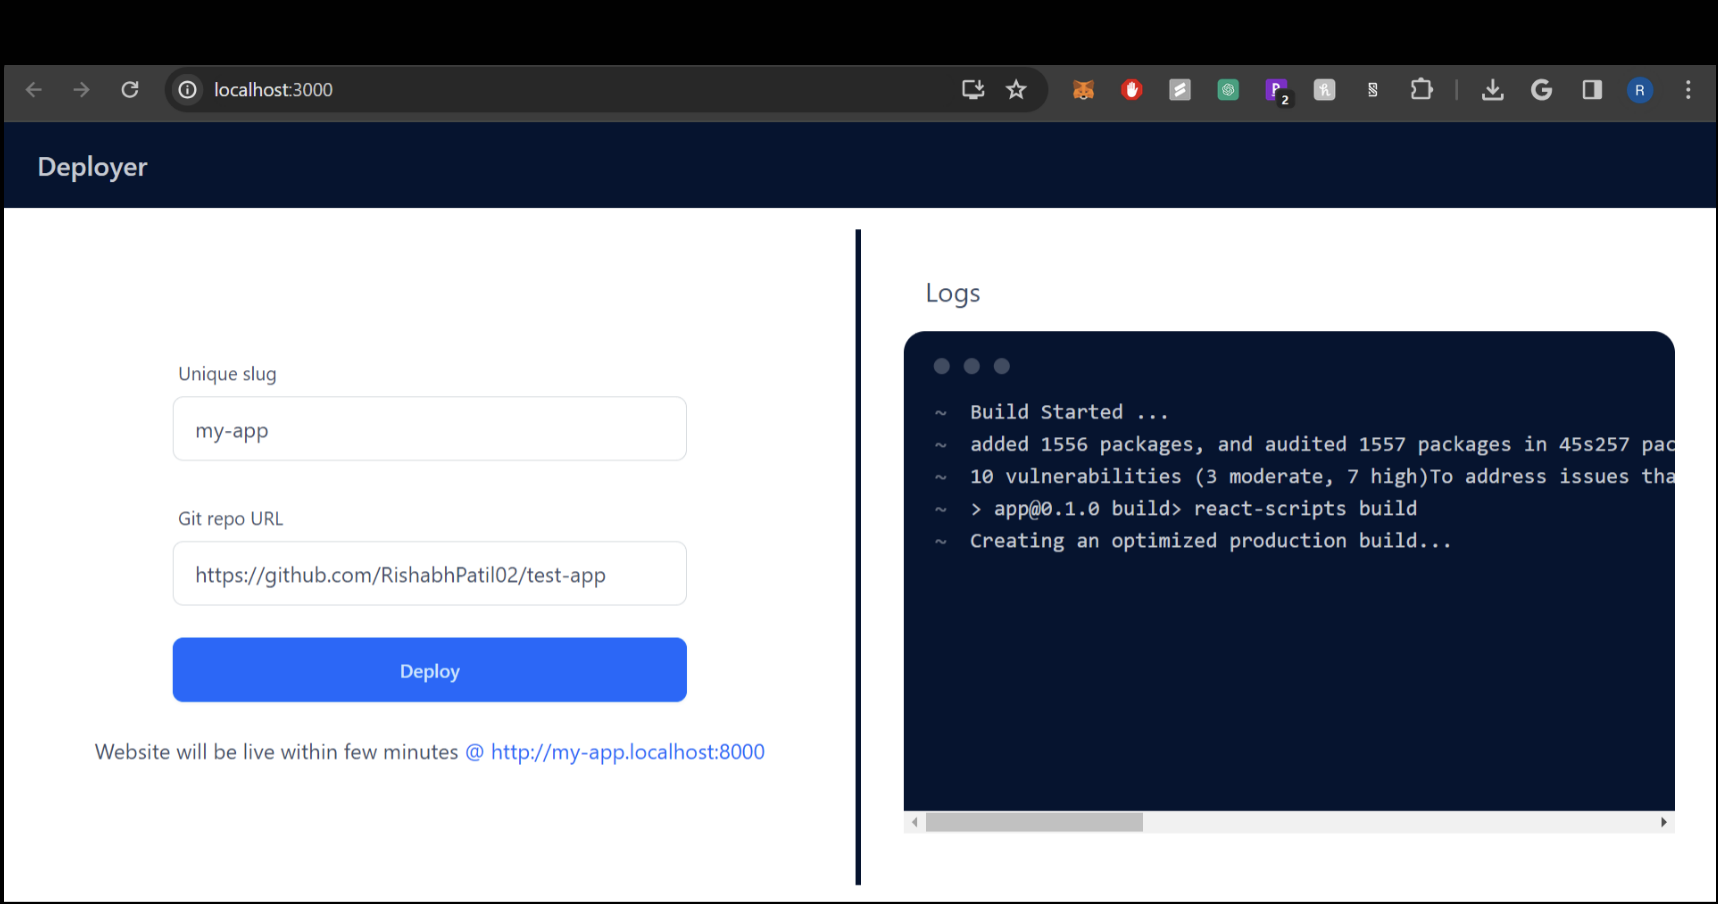 localhost:3000
2
R
Deployer
Unique slug
my-app
Git repo URL
https://github.com/RishabhPatil02/test-app
Deploy
Website will be live within few minutes @ http://my-app.localhost:8000
Logs
~ Build Started ...
~ added 1556 packages, and audited 1557 packages in 45s257 pac
~ 10 vulnerabilities (3 moderate, 7 high)To address issues tha
~ > app@0.1.0 build> react-scripts build
~ Creating an optimized production build...